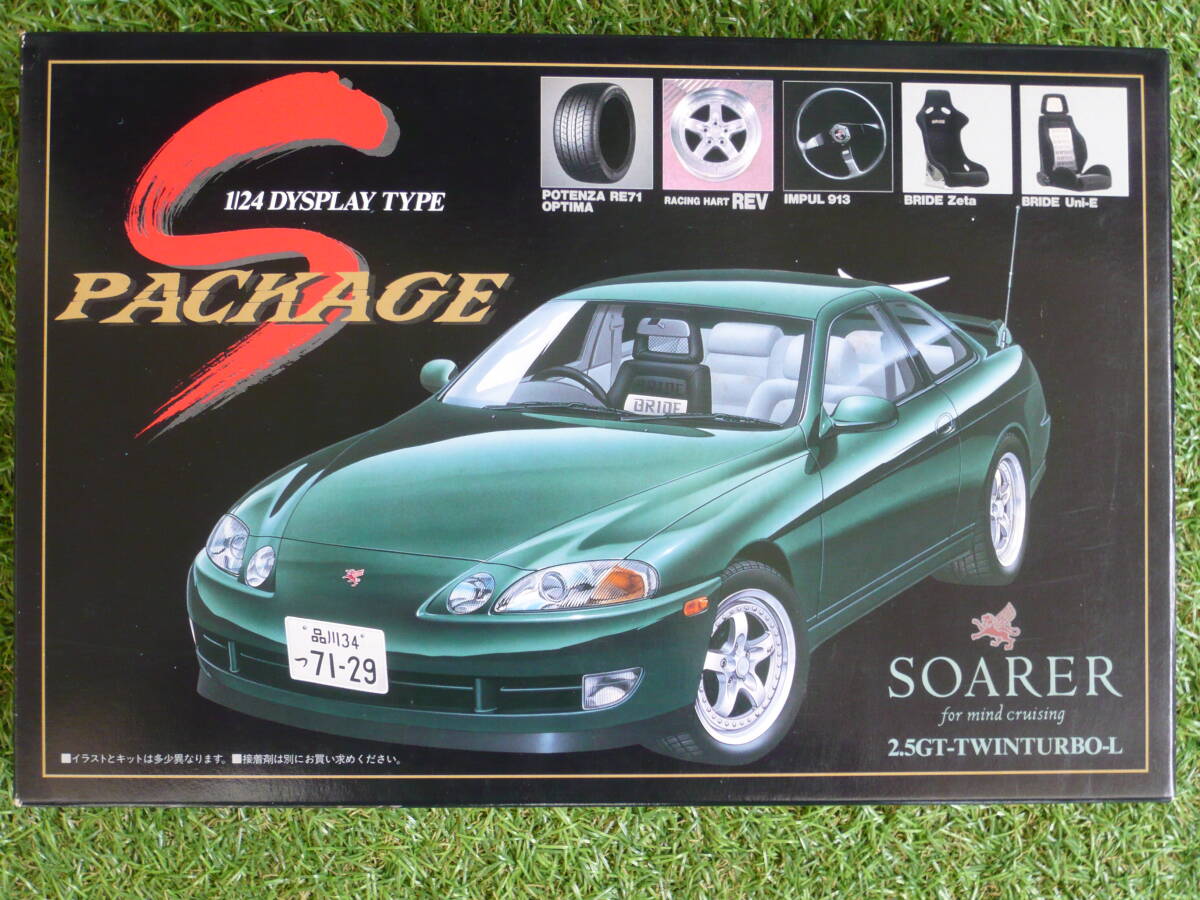 S
1/24 DYSPLAY TYPE
PACKAGE
POTENZA RE71
OPTIMA
RACING HART REV
IMPUL 913
BRIDE Zeta
BRIDE Uni-E
BRIDE
BRIDE
品川34
つ 71-29
SOARER
for mind cruising
2.5GT-TWINTURBO-L
■イラストとキットは多少異なります。■接着剤は別にお買い求めください。